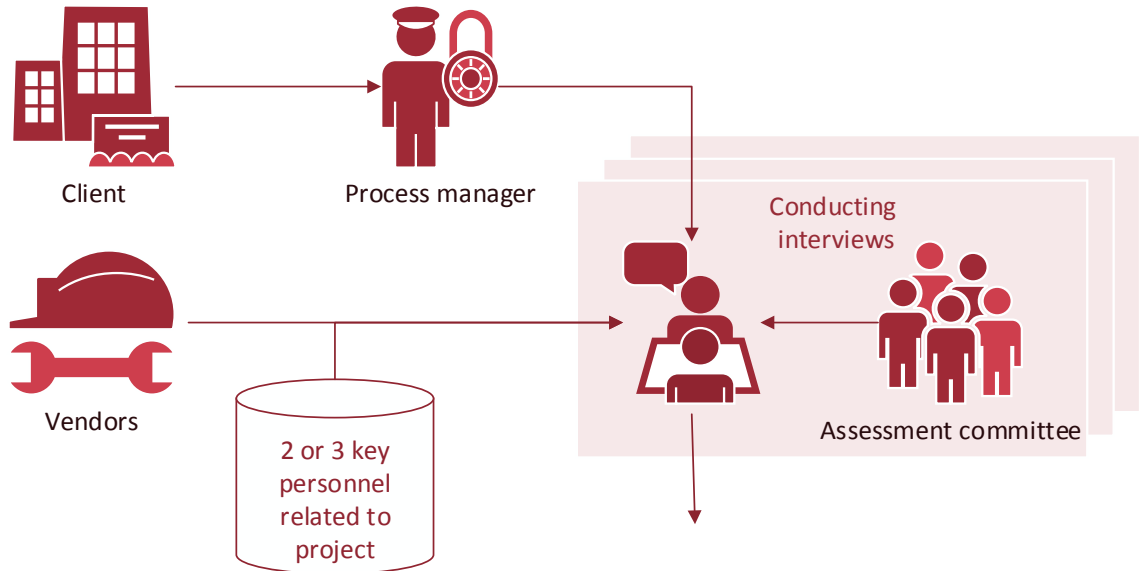 Client
Process manager
Conducting
interviews
Vendors
Assessment committee
2 or 3 key
personnel
related to
project